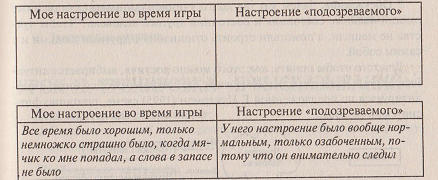 Мое настроение во время игры Настроение «подозреваемого»
Мое настроение во время игры Настроение «подозреваемого»
Все время было хорошим, только
немножко страшно было, когда мя-
чик ко мне попадал, а слова в запасе
не было
У него настроение было вообще нор-
мальным, только озабоченным, по-
тому что он внимательно следил